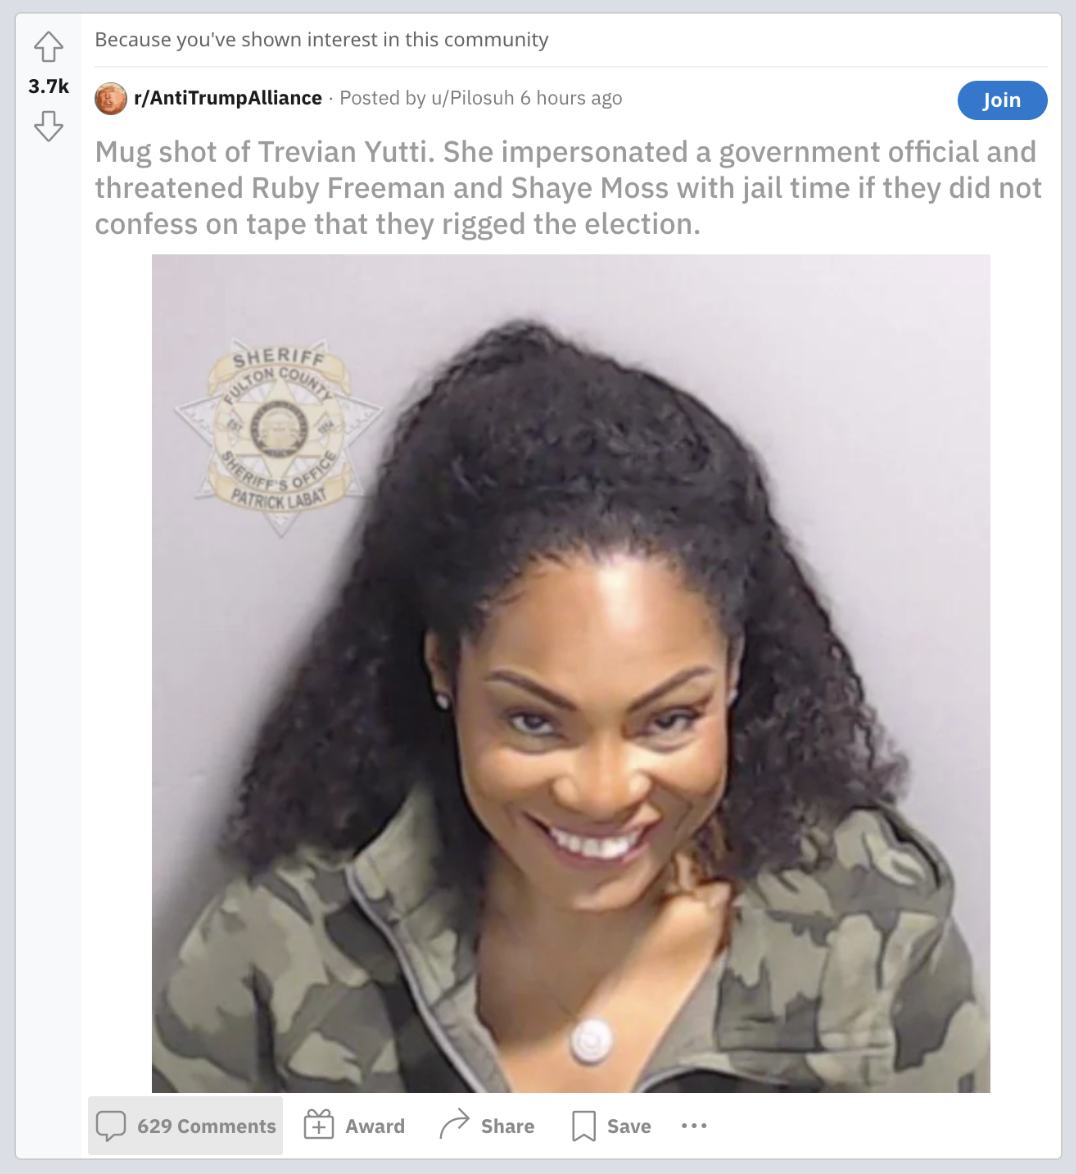 Because you've shown interest in this community
r/AntiTrumpAlliance · Posted by u/Pilosuh 6 hours ago
Join
3.7k
Mug shot of Trevian Yutti. She impersonated a government official and
threatened Ruby Freeman and Shaye Moss with jail time if they did not
confess on tape that they rigged the election.
SHERIFF
FULTON COUNTY
EST
SHERIFF'S OFFICE
PATRICK LABAT
629 Comments
Award
Share
Save